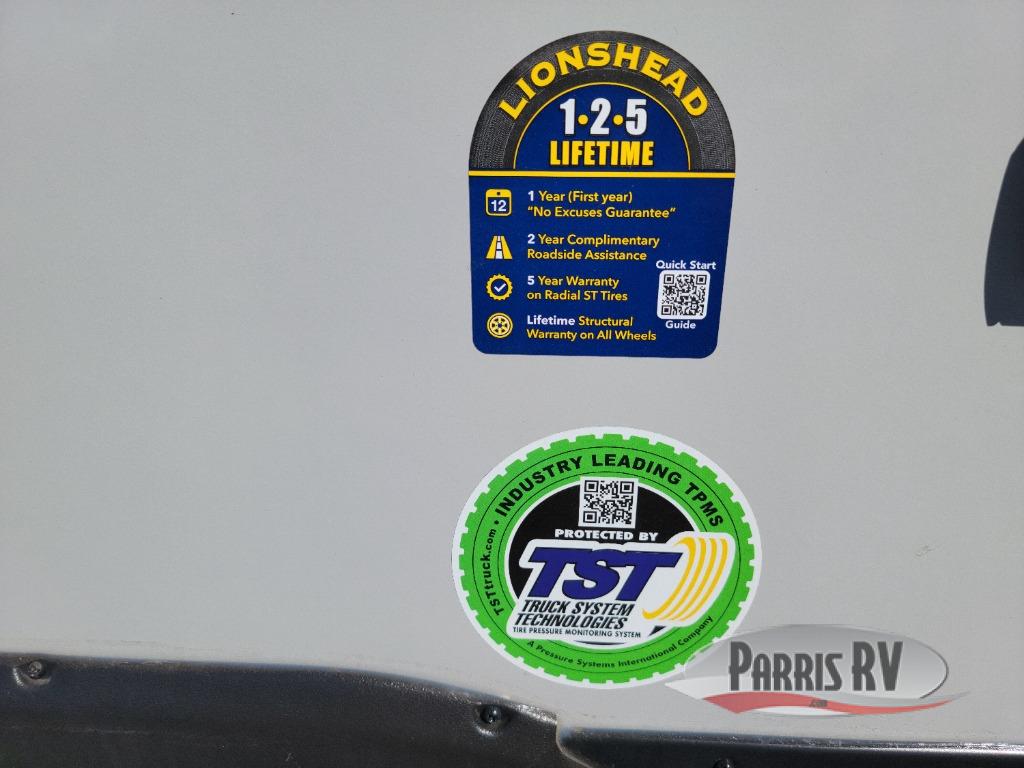 LIONSHEAD
1•2•5
LIFETIME
12
1 Year (First year)
"No Excuses Guarantee"
2 Year Complimentary
Roadside Assistance
5 Year Warranty
on Radial ST Tires
Lifetime Structural
Warranty on All Wheels
Quick Start
Guide
TSTtruck.com • INDUSTRY LEADING TPMS
PROTECTED BY
TST
TRUCK SYSTEM
TECHNOLOGIES
TIRE PRESSURE MONITORING SYSTEM
A Pressure Systems International Company
PARRIS RV
.com